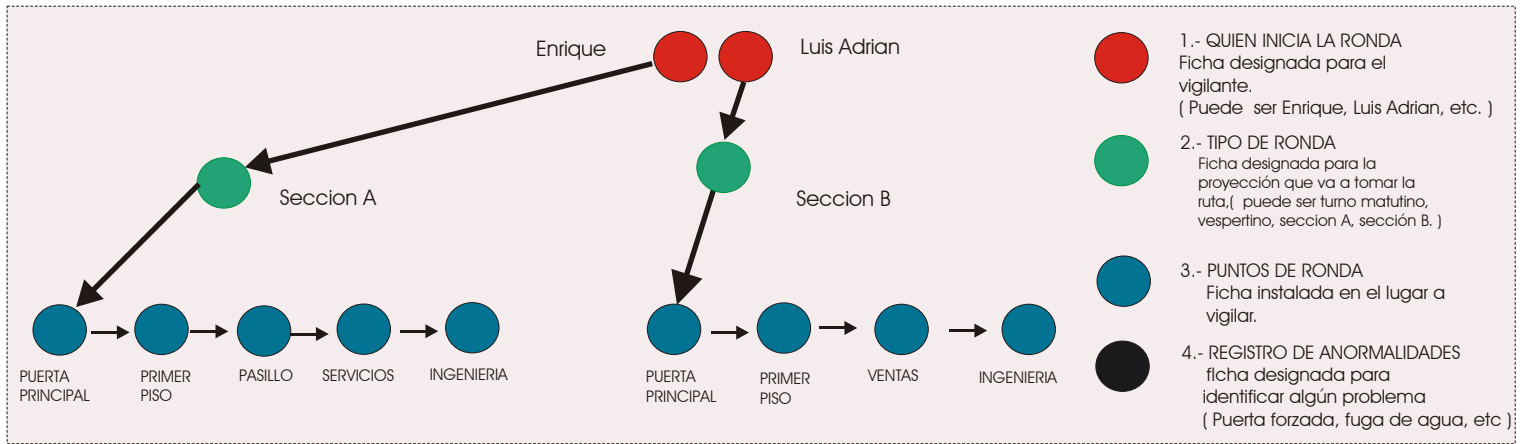 Enrique
Luis Adrian
Seccion A
Seccion B
PUERTA
PRINCIPAL
PRIMER
PISO
PASILLO
SERVICIOS
INGENIERIA
PUERTA
PRINCIPAL
PRIMER
PISO
VENTAS
INGENIERIA
1.- QUIEN INICIA LA RONDA
Ficha designada para el
vigilante.
( Puede ser Enrique, Luis Adrian, etc. )
2.- TIPO DE RONDA
Ficha designada para la
proyección que va a tomar la
ruta,( puede ser turno matutino,
vespertino, seccion A, sección B. )
3.- PUNTOS DE RONDA
Ficha instalada en el lugar a
vigilar.
4.- REGISTRO DE ANORMALIDADES
ficha designada para
identificar algún problema
( Puerta forzada, fuga de agua, etc )